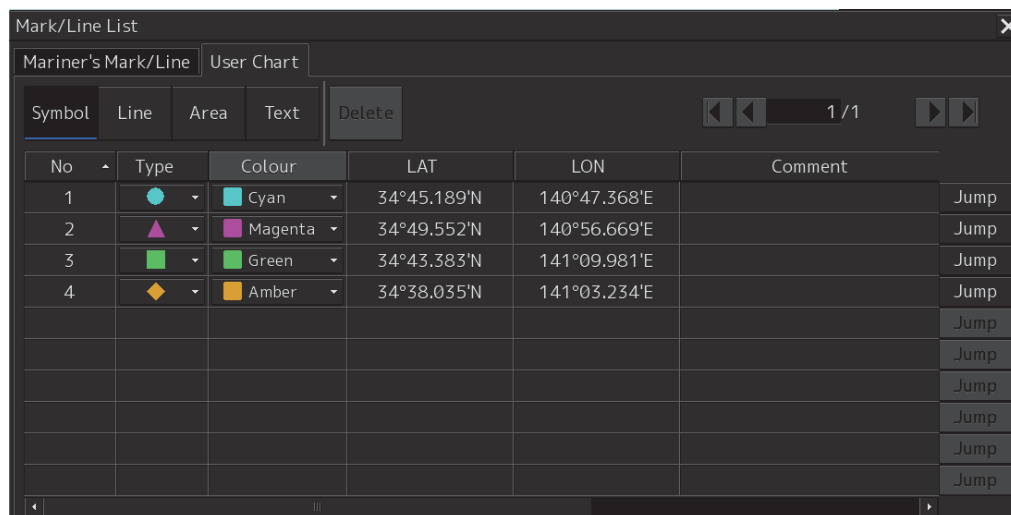 Mark/Line List
Mariner's Mark/Line User Chart
Symbol Line Area Text Delete 1/1
No Type Colour LAT LON Comment
1 Cyan 34°45.189'N 140°47.368'E Jump
2 Magenta 34°49.552'N 140°56.669'E Jump
3 Green 34°43.383'N 141°09.981'E Jump
4 Amber 34°38.035'N 141°03.234'E Jump
Jump
Jump
Jump
Jump
Jump
Jump